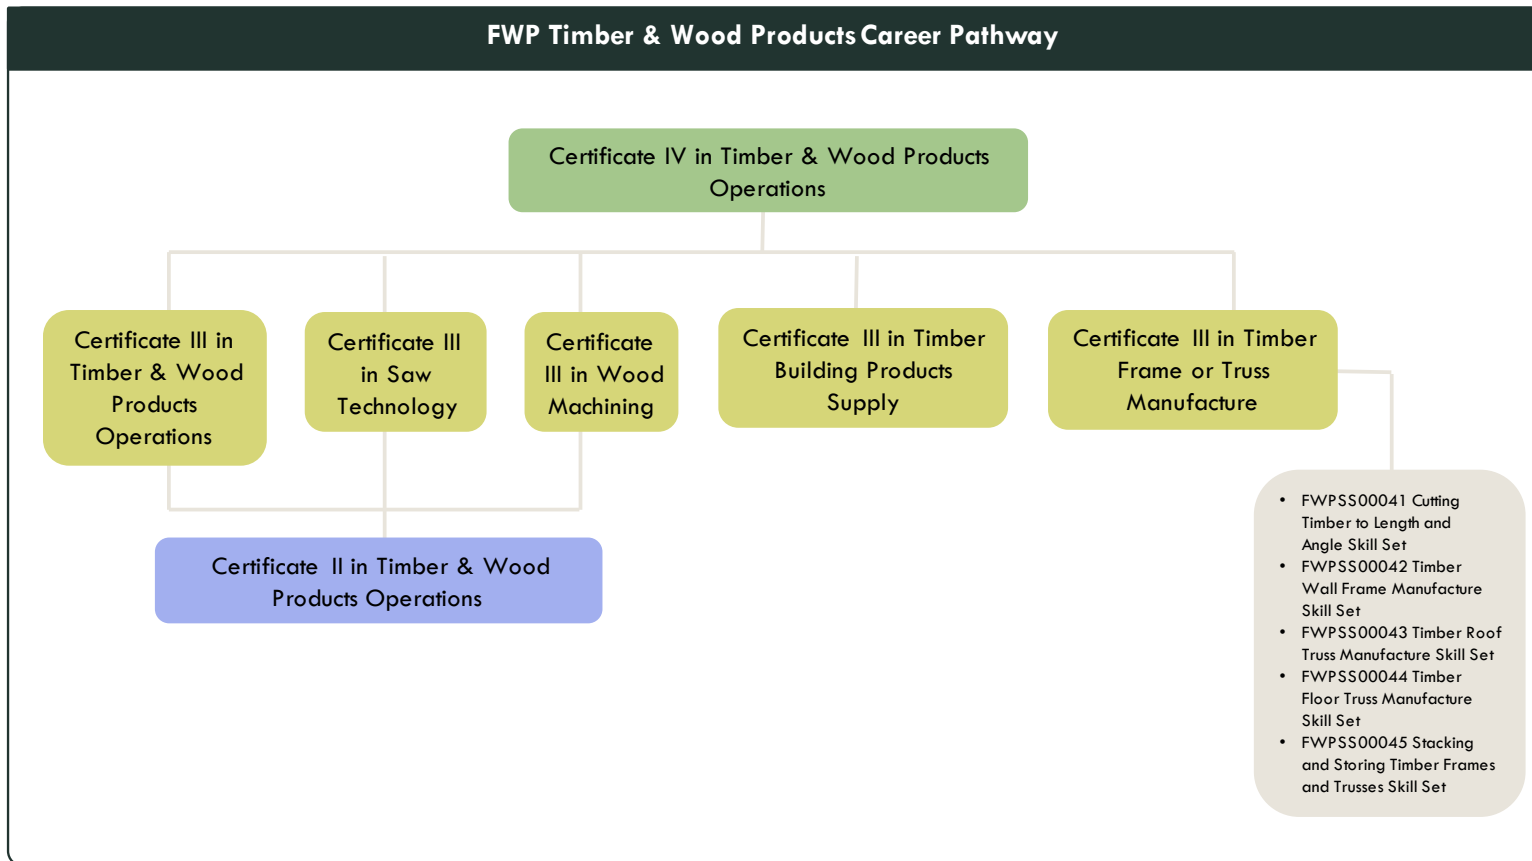 FWP Timber & Wood Products Career Pathway
Certificate IV in Timber & Wood Products
Operations
Certificate III in
Timber & Wood
Products
Operations
Certificate III
in Saw
Technology
Certificate
III in Wood
Machining
Certificate III in Timber
Building Products
Supply
Certificate III in Timber
Frame or Truss
Manufacture
Certificate II in Timber & Wood
Products Operations
• FWPSS00041 Cutting
Timber to Length and
Angle Skill Set
• FWPSS00042 Timber
Wall Frame Manufacture
Skill Set
• FWPSS00043 Timber Roof
Truss Manufacture Skill Set
• FWPSS00044 Timber
Floor Truss Manufacture
Skill Set
• FWPSS00045 Stacking
and Storing Timber Frames
and Trusses Skill Set